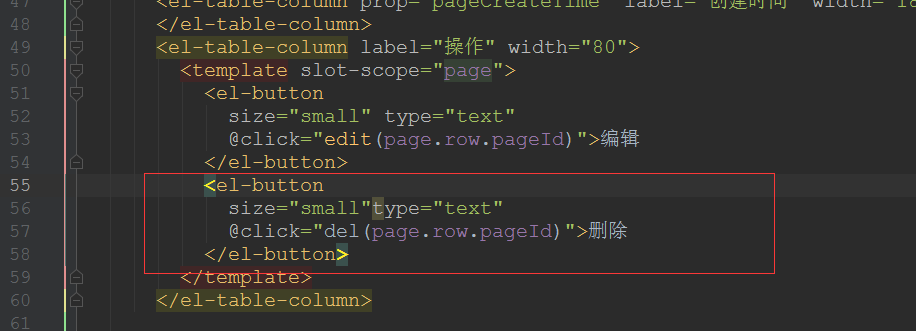 47 <el-table-column prop="pageCreateTime" label="创建时间" width="18
48 </el-table-column>
49 <el-table-column label="操作" width="80">
50 <template slot-scope="page">
51 <el-button
52 size="small" type="text"
53 @click="edit(page.row.pageId)">编辑
54 </el-button>
55 <el-button
56 size="small"type="text"
57 @click="del(page.row.pageId)">删除
58 </el-button>
59 </template>
60 </el-table-column>
61